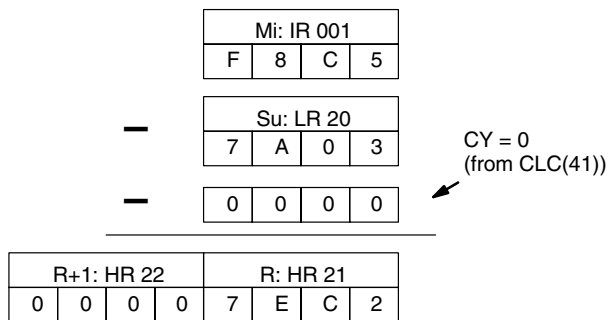 Mi: IR 001
F 8 C 5
Su: LR 20
– 7 A 0 3
CY = 0
(from CLC(41))
– 0 0 0 0
R+1: HR 22 R: HR 21
0 0 0 0 7 E C 2